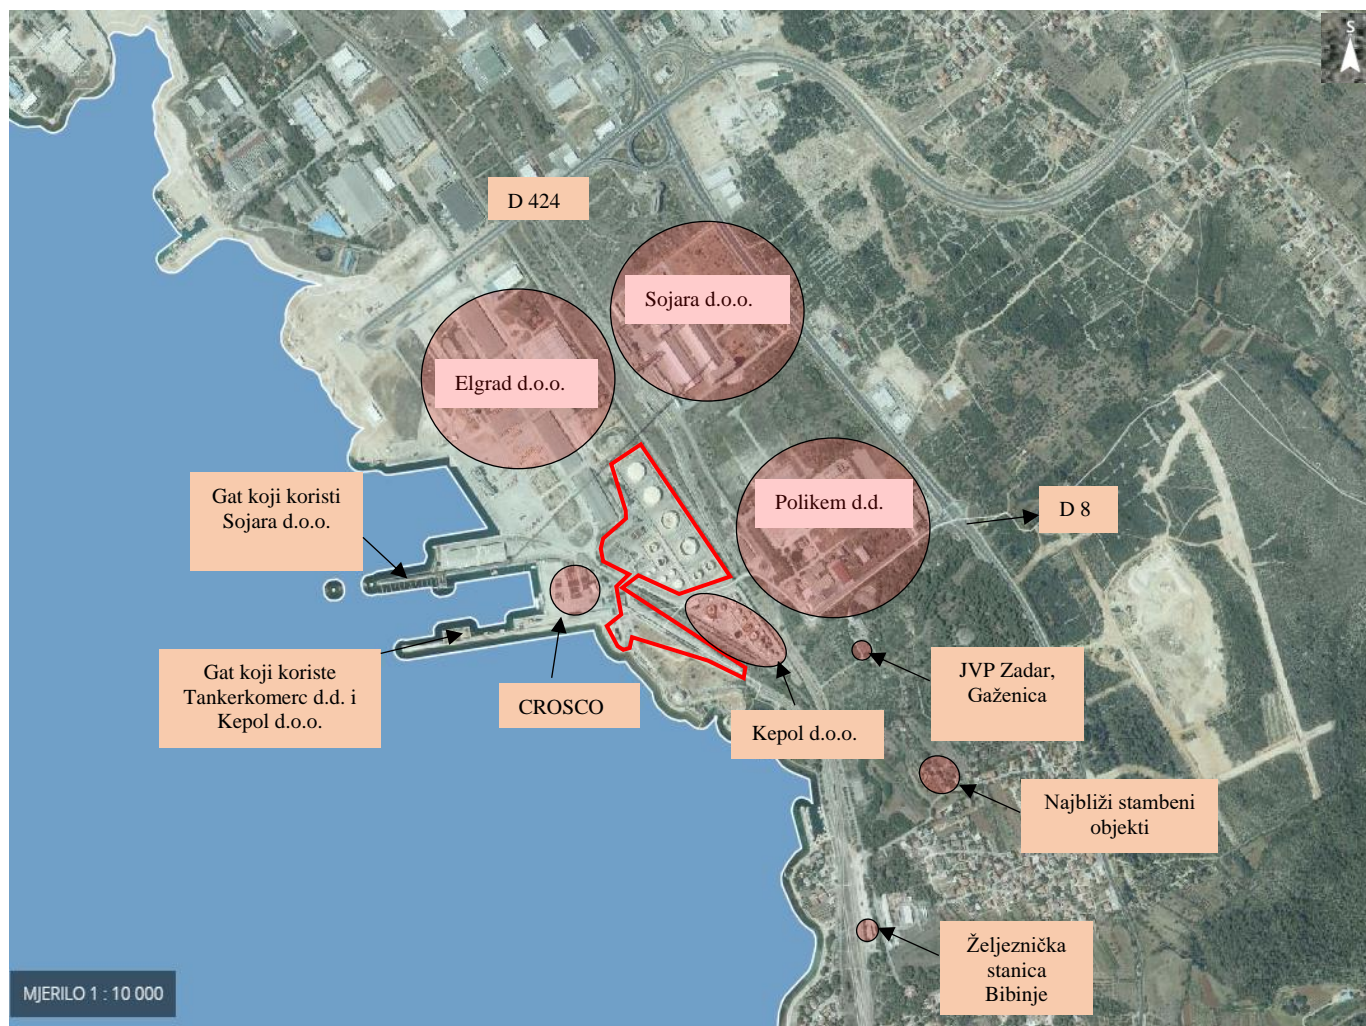 S
D 424
Sojara d.o.o.
Elgrad d.o.o.
Gat koji koristi
Sojara d.o.o.
Polikem d.d.
D 8
Gat koji koriste
Tankerkomerc d.d. i
Kepol d.o.o.
CROSCO
Kepol d.o.o.
JVP Zadar,
Gaženica
Najbliži stambeni
objekti
Željeznička
stanica
Bibinje
MJERILO 1 : 10 000